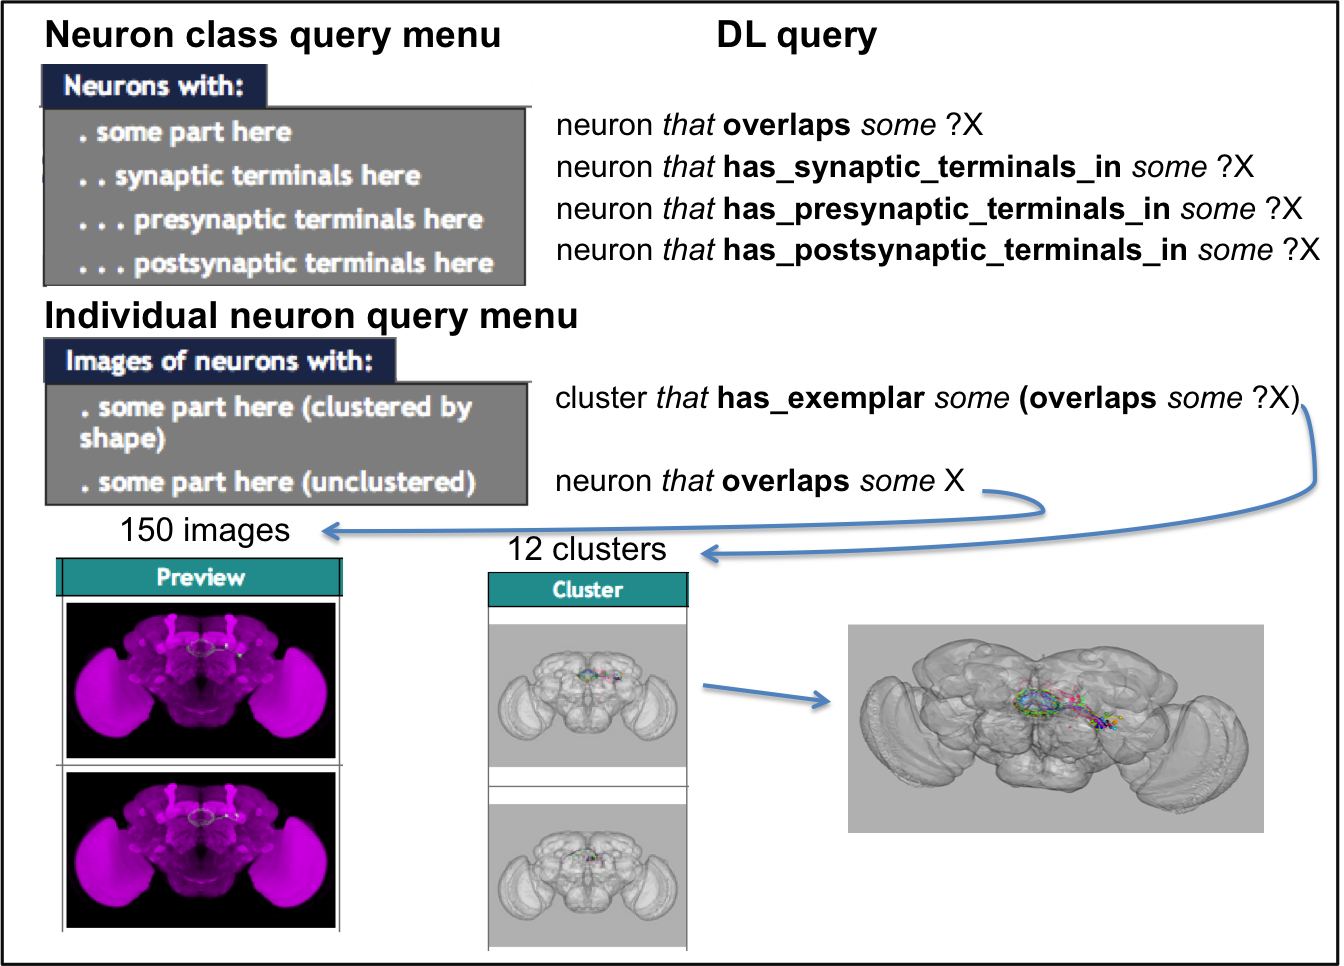 Neuron class query menu
DL query
Neurons with:
. some part here
. . synaptic terminals here
. . . presynaptic terminals here
. . . postsynaptic terminals here
neuron that overlaps some ?X
neuron that has_synaptic_terminals_in some ?X
neuron that has_presynaptic_terminals_in some ?X
neuron that has_postsynaptic_terminals_in some ?X
Individual neuron query menu
Images of neurons with:
. some part here (clustered by
shape)
. some part here (unclustered)
cluster that has_exemplar some (overlaps some ?X)
neuron that overlaps some X
150 images
12 clusters
Preview
Cluster